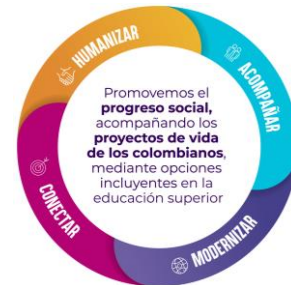 HUMANIZAR
ACOMPAÑAR
Promovemos el
progreso social,
acompañando los
proyectos de vida
de los colombianos,
mediante opciones
incluyentes en la
educación superior
CONECTAR
MODERNIZAR